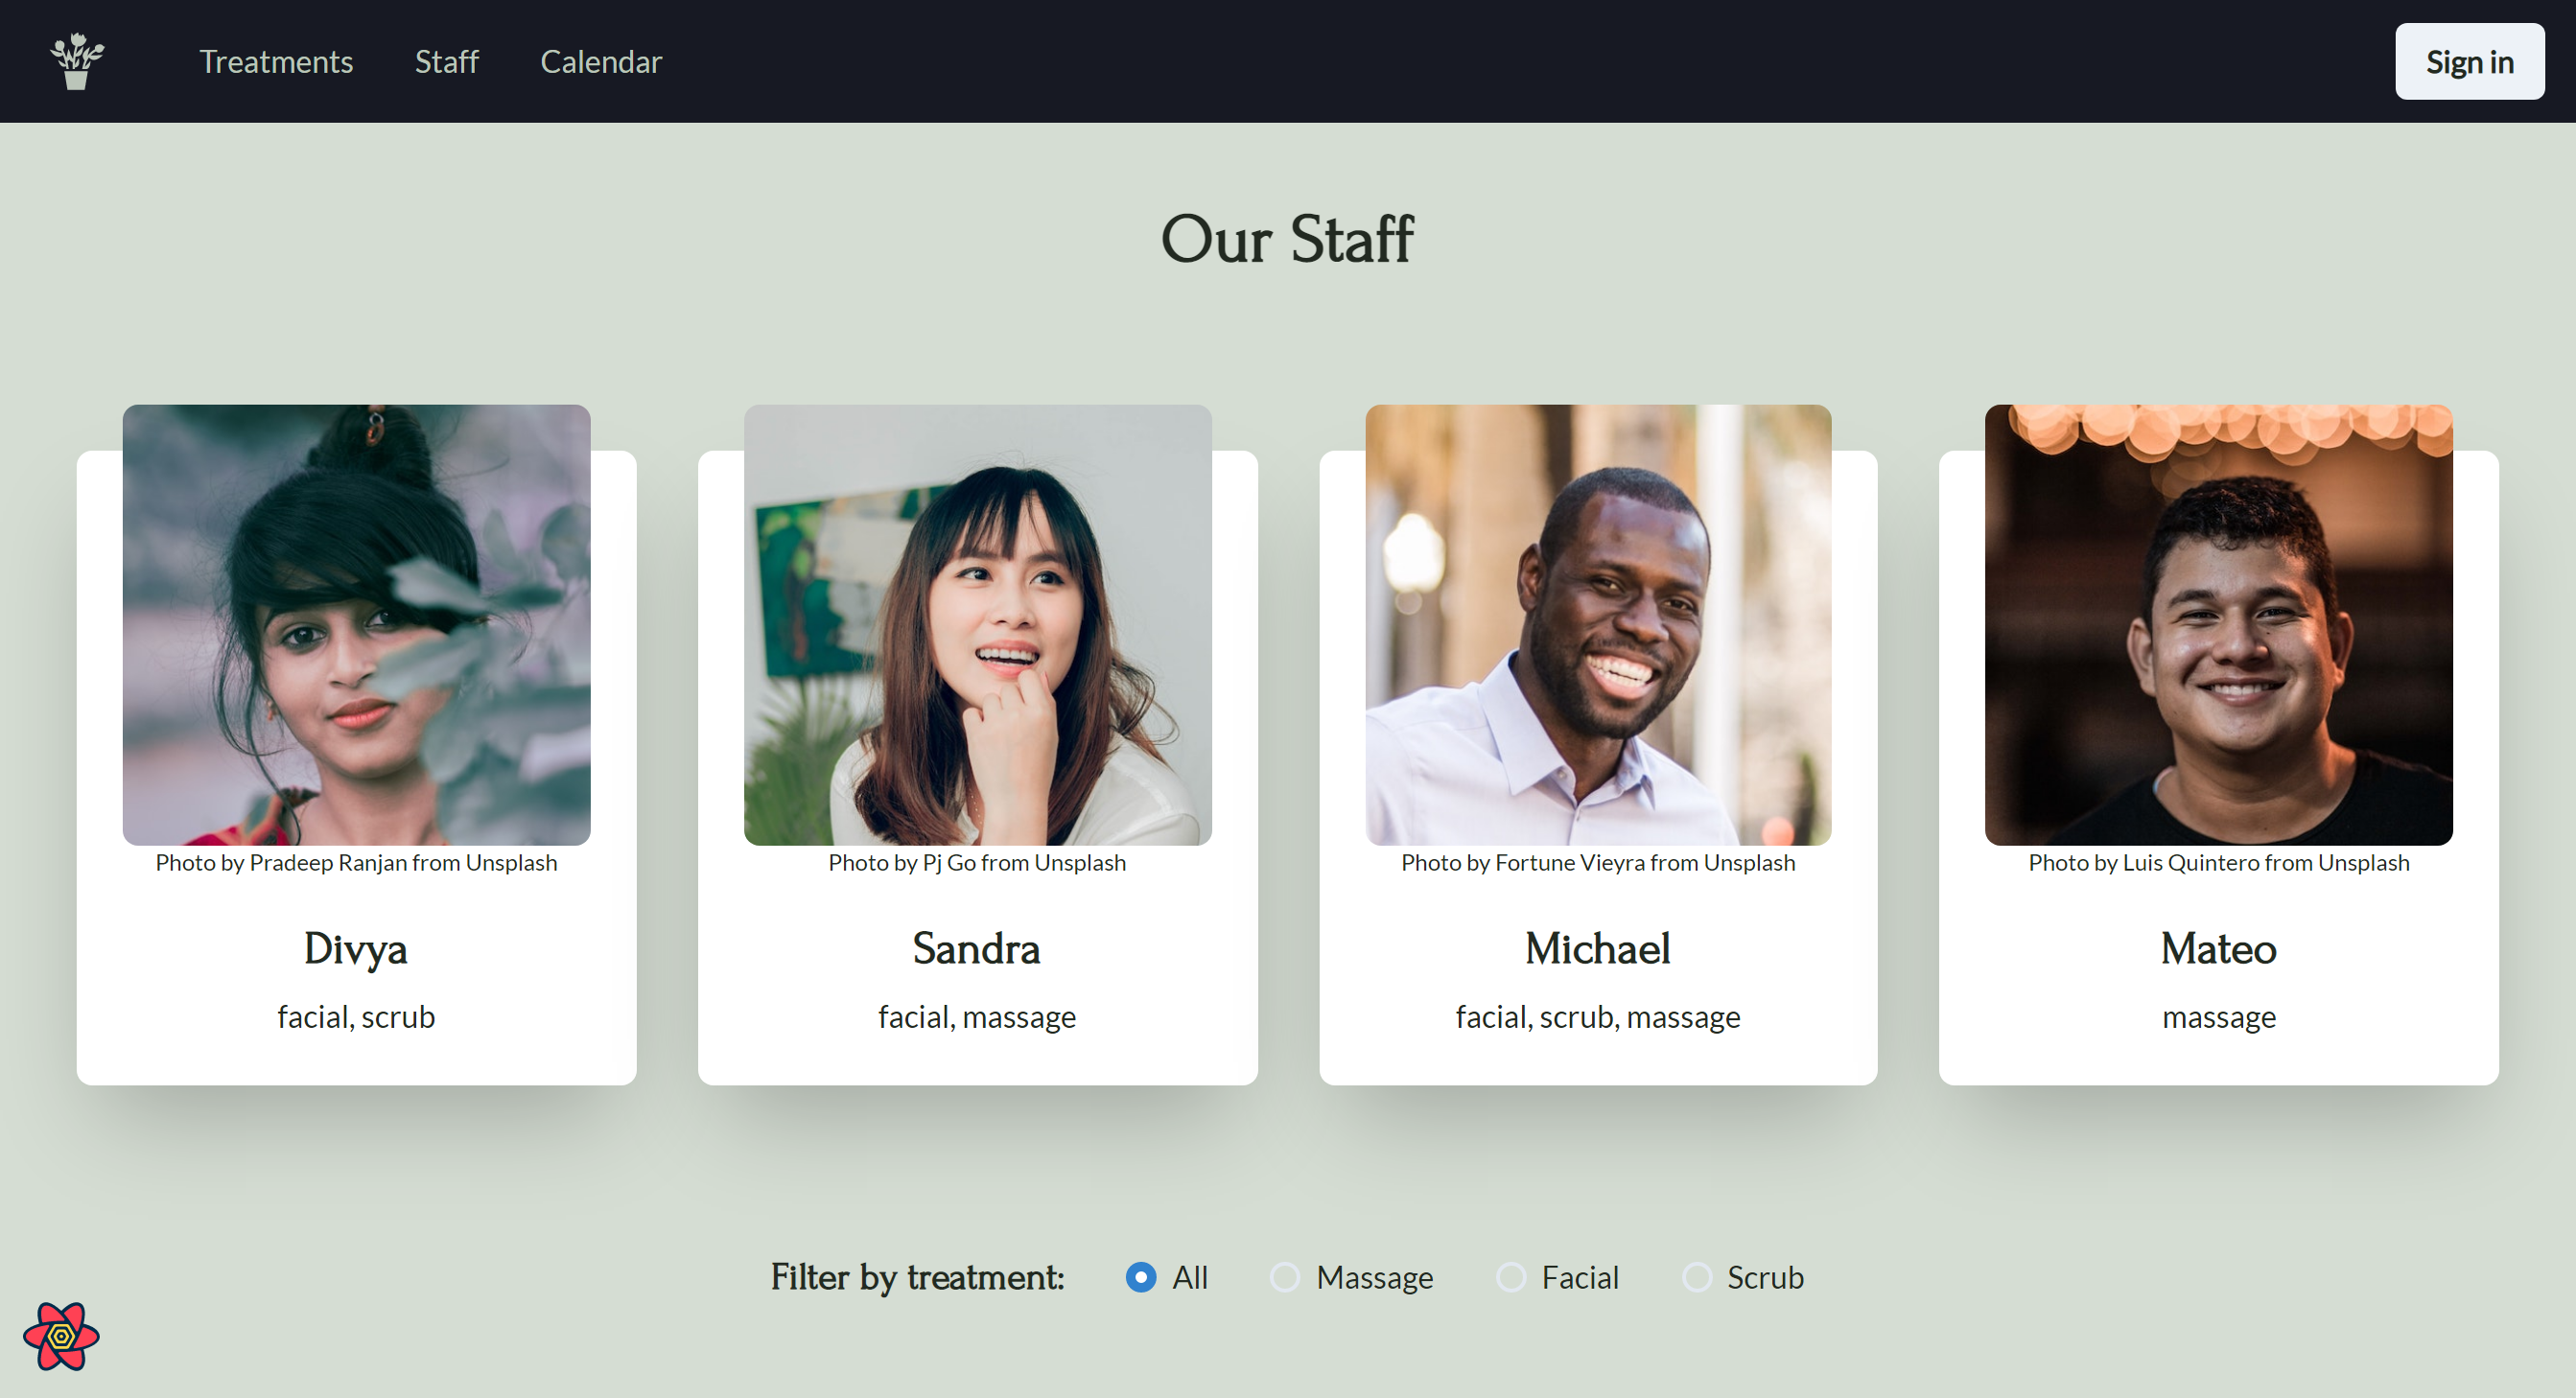 Treatments Staff Calendar Sign in
Our Staff
Photo by Pradeep Ranjan from Unsplash
Divya
facial, scrub
Photo by Pj Go from Unsplash
Sandra
facial, massage
Photo by Fortune Vieyra from Unsplash
Michael
facial, scrub, massage
Photo by Luis Quintero from Unsplash
Mateo
massage
Filter by treatment: All Massage Facial Scrub